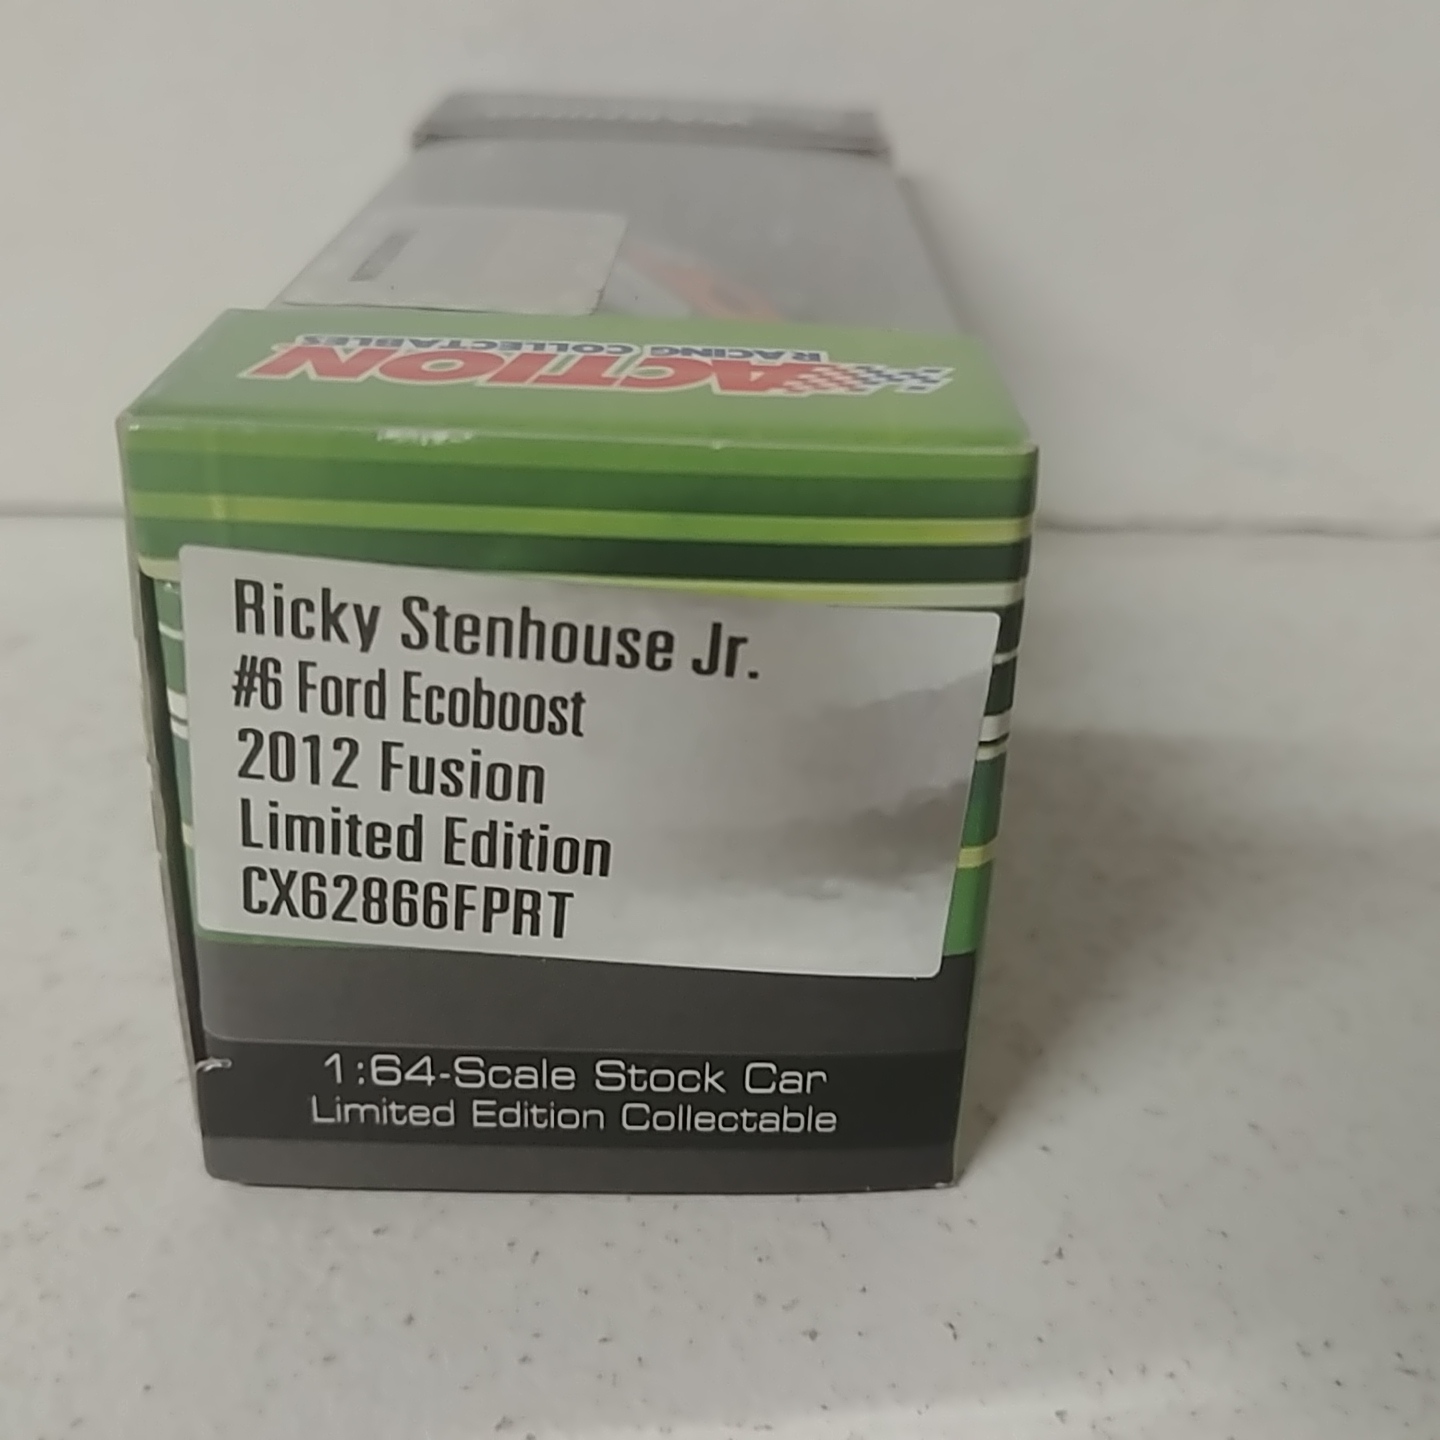 ACTION
RACING COLLECTABLES
Ricky Stenhouse Jr.
#6 Ford Ecoboost
2012 Fusion
Limited Edition
CX62866FPRT
1:64-Scale Stock Car
Limited Edition Collectable